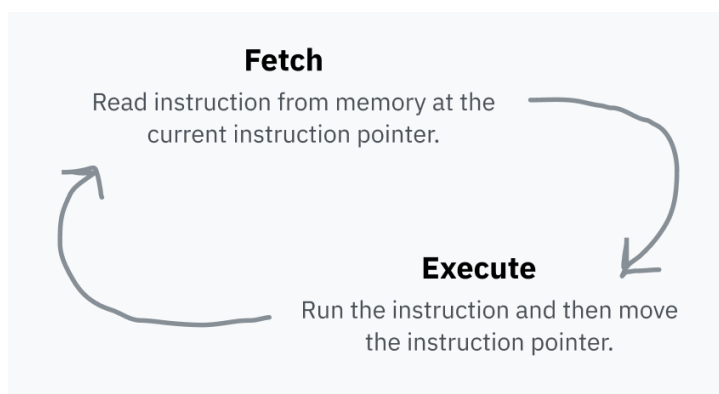 Fetch
Read instruction from memory at the
current instruction pointer.
Execute
Run the instruction and then move
the instruction pointer.